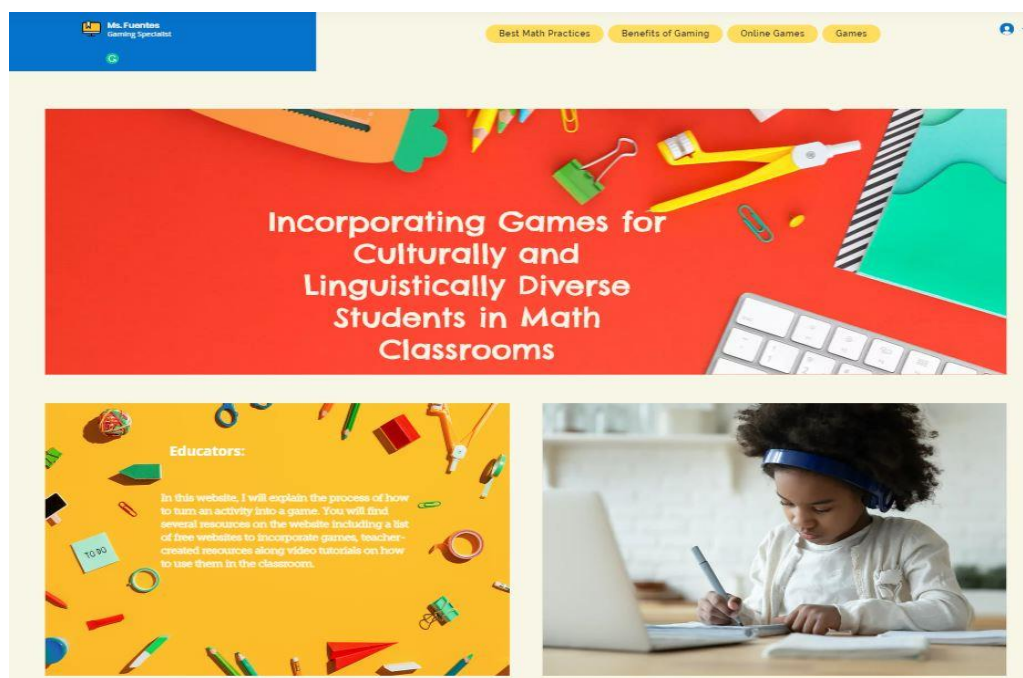 Ms. Fuentes
Gaming Specialist
Best Math Practices
Benefits of Gaming
Online Games
Games
Incorporating Games for
Culturally and
Linguistically Diverse
Students in Math
Classrooms
Educators:
In this website, I will explain the process of how
to turn an activity into a game. You will find
several resources on the website including a list
of free websites to incorporate games, teacher-
created resources along video tutorials on how
to use them in the classroom.
TO DO